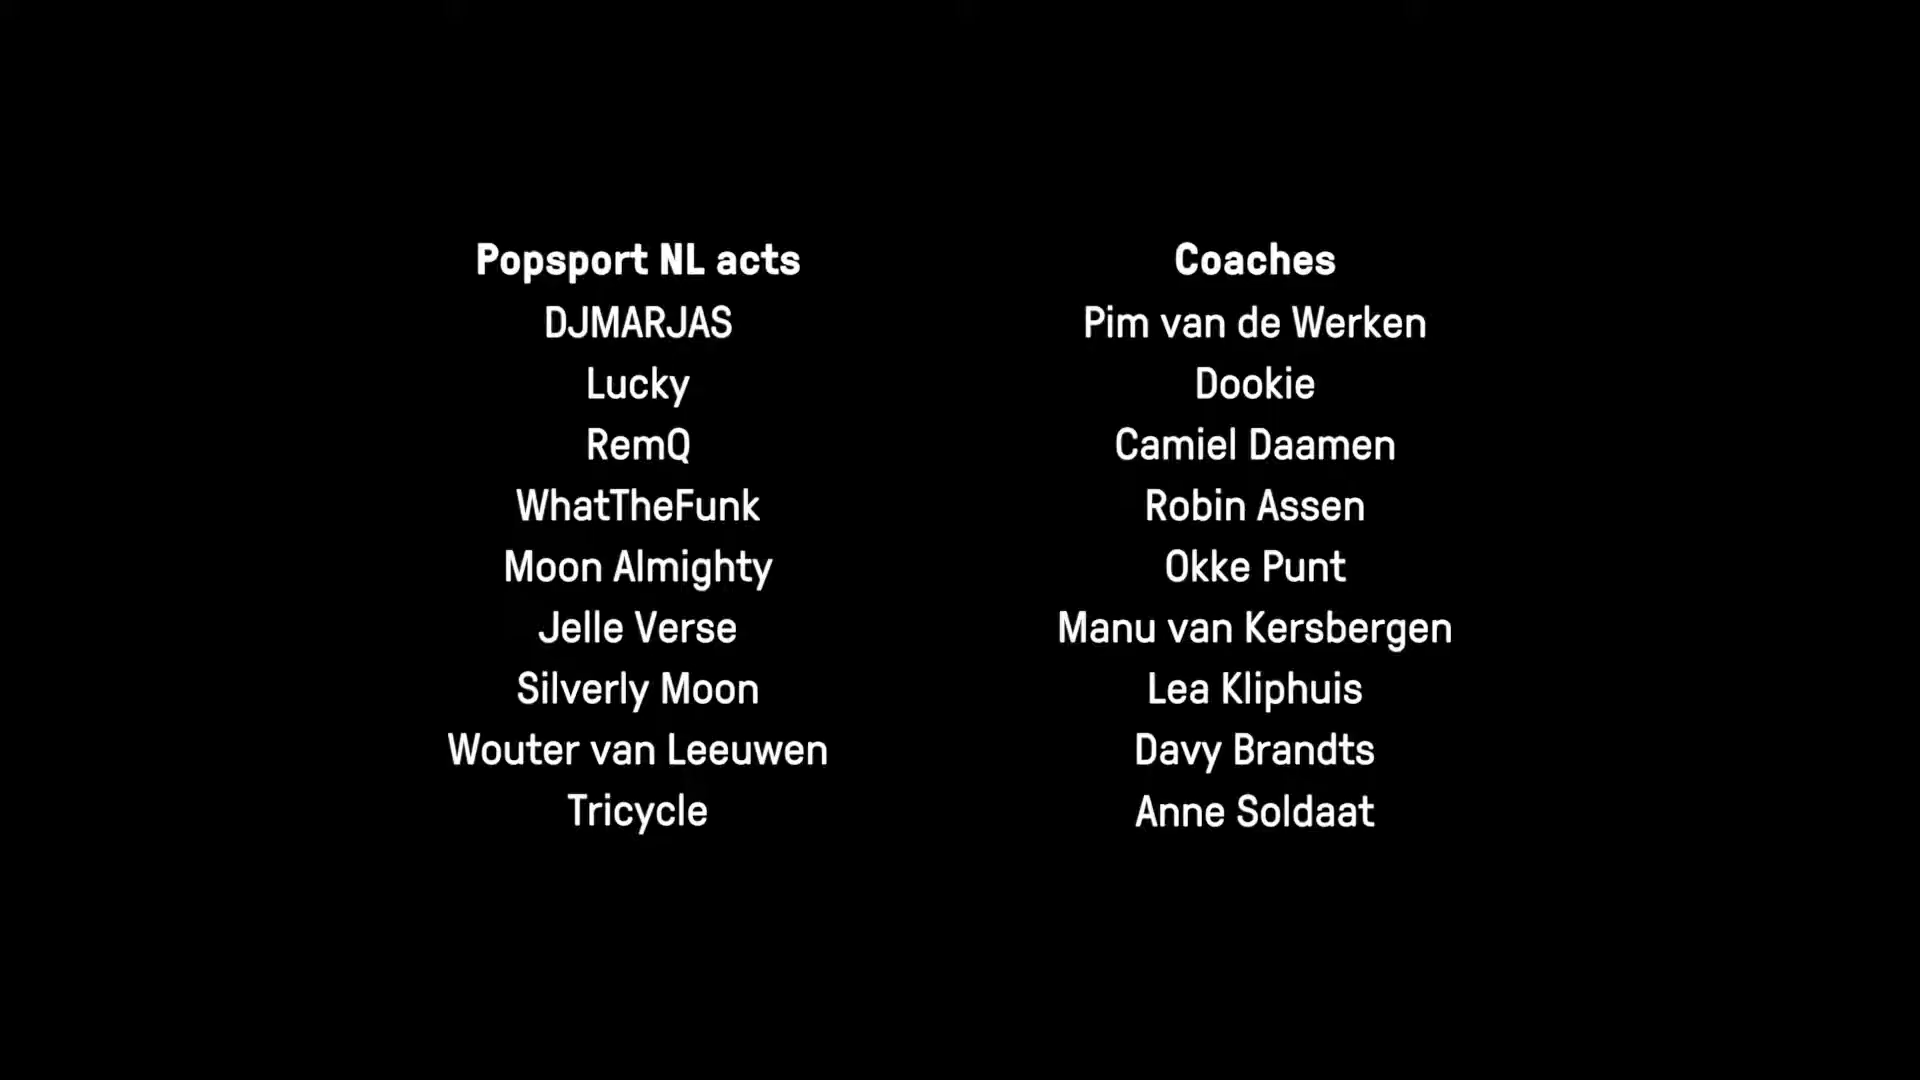 Popsport NL acts
DJMARJAS
Lucky
RemQ
WhatTheFunk
Moon Almighty
Jelle Verse
Silverly Moon
Wouter van Leeuwen
Tricycle
Coaches
Pim van de Werken
Dookie
Camiel Daamen
Robin Assen
Okke Punt
Manu van Kersbergen
Lea Kliphuis
Davy Brandts
Anne Soldaat